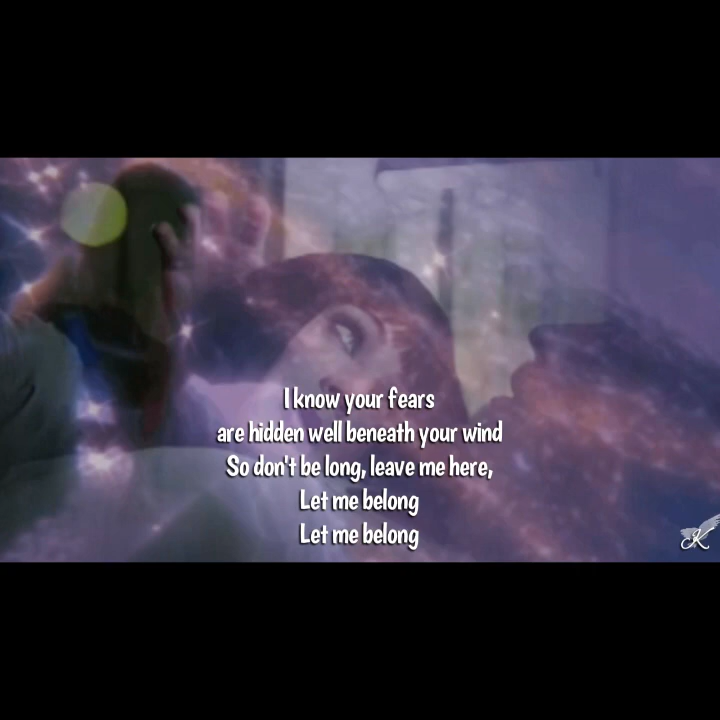 I know your fears
are hidden well beneath your wind
So don't be long, leave me here,
Let me belong
Let me belong
K